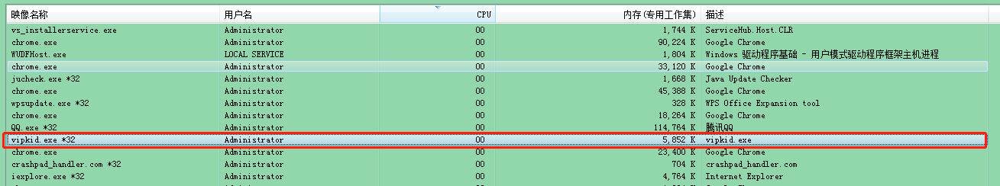 映像名称 用户名 CPU 内存(专用工作集) 描述
vs_installerservice.exe Administrator 00 1,744 K ServiceHub.Host.CLR
chrome.exe Administrator 00 90,224 K Google Chrome
WUDFHost.exe LOCAL SERVICE 00 1,804 K Windows 驱动程序基础 - 用户模式驱动程序框架主机进程
chrome.exe Administrator 00 33,120 K Google Chrome
jucheck.exe *32 Administrator 00 1,668 K Java Update Checker
chrome.exe Administrator 00 45,388 K Google Chrome
wpsupdate.exe *32 Administrator 00 328 K WPS Office Expansion tool
chrome.exe Administrator 00 18,264 K Google Chrome
QQ.exe *32 Administrator 00 114,764 K 腾讯QQ
vipkid.exe *32 Administrator 00 5,852 K vipkid.exe
chrome.exe Administrator 00 23,400 K Google Chrome
crashpad_handler.com *32 Administrator 00 704 K crashpad_handler.com
iexplore.exe *32 Administrator 00 4,764 K Internet Explorer